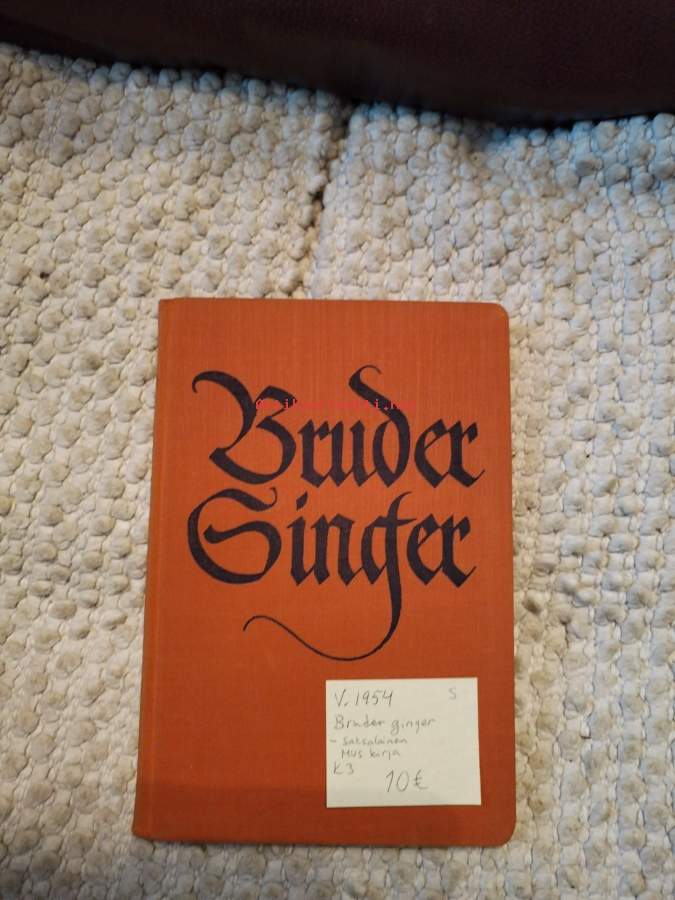 Bruder
Singer
V. 1954 S
Bruder ginger
- saksalainen
mus kirja
K3
10€